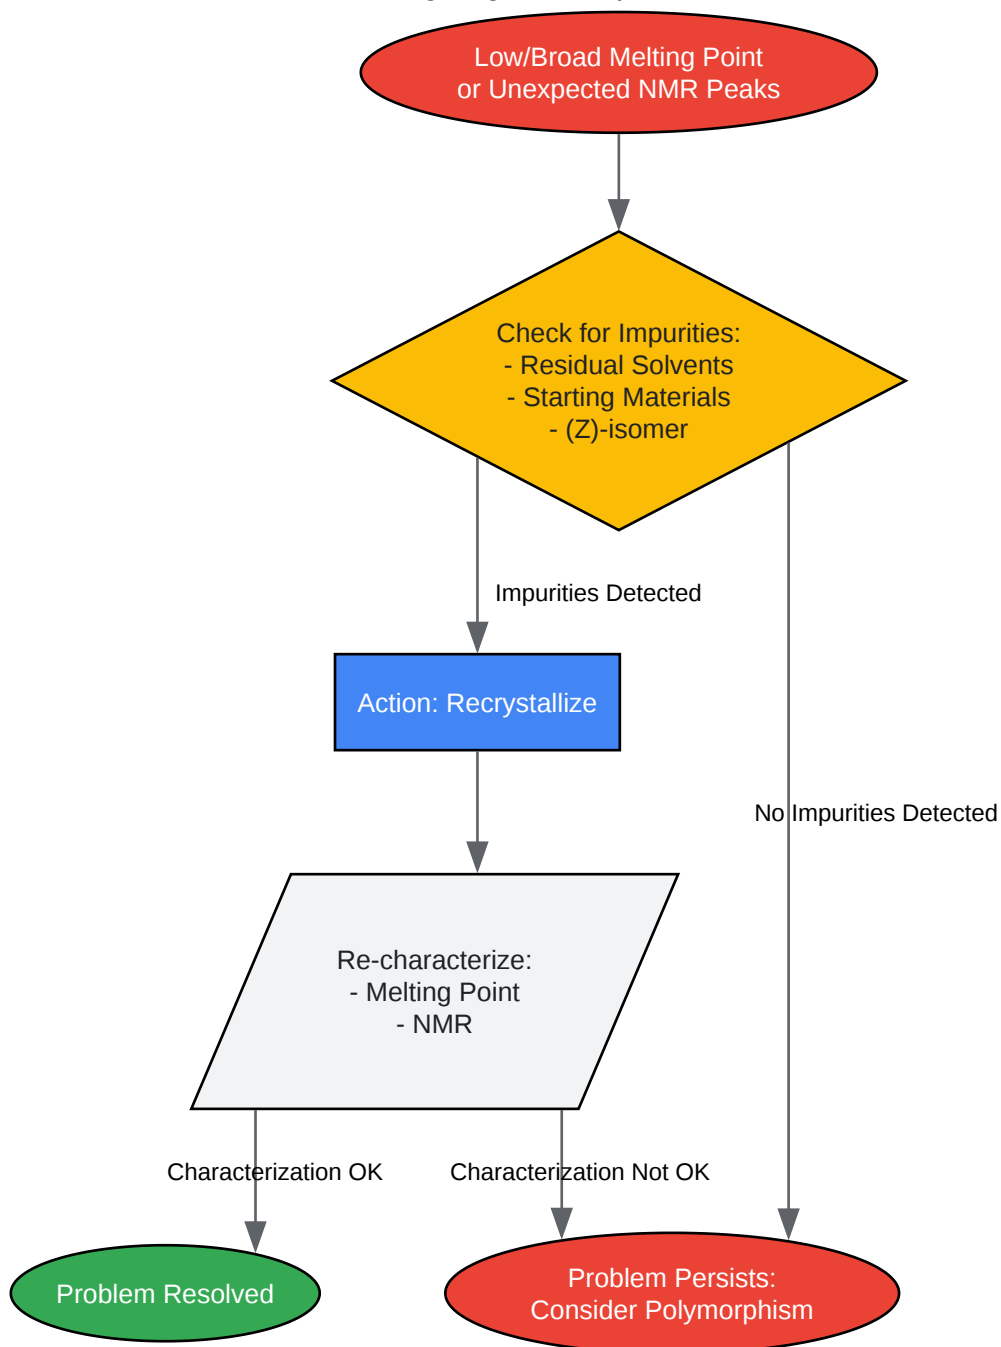 Low/Broad Melting Point
or Unexpected NMR Peaks
Check for Impurities:
- Residual Solvents
- Starting Materials
- (Z)-isomer
Impurities Detected
Action: Recrystallize
No Impurities Detected
Re-characterize:
- Melting Point
- NMR
Characterization OK
Characterization Not OK
Problem Resolved
Problem Persists:
Consider Polymorphism